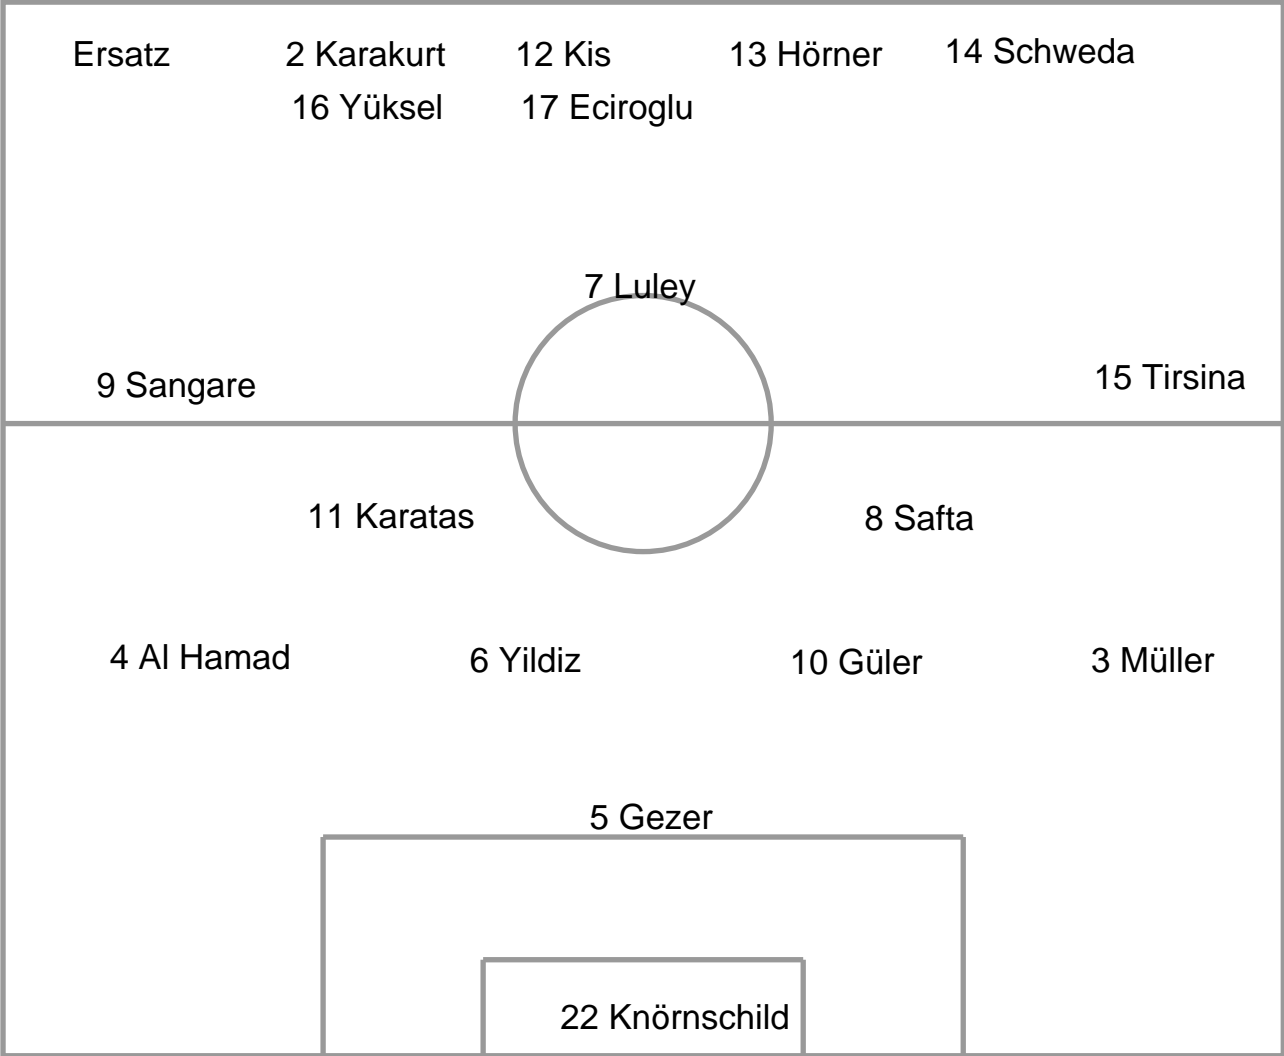 Ersatz 2 Karakurt 12 Kis 13 Hörner 14 Schweda
16 Yüksel 17 Eciroglu
7 Luley
9 Sangare 15 Tirsina
11 Karatas 8 Safta
4 Al Hamad 6 Yildiz 10 Güler 3 Müller
5 Gezer
22 Knörnschild